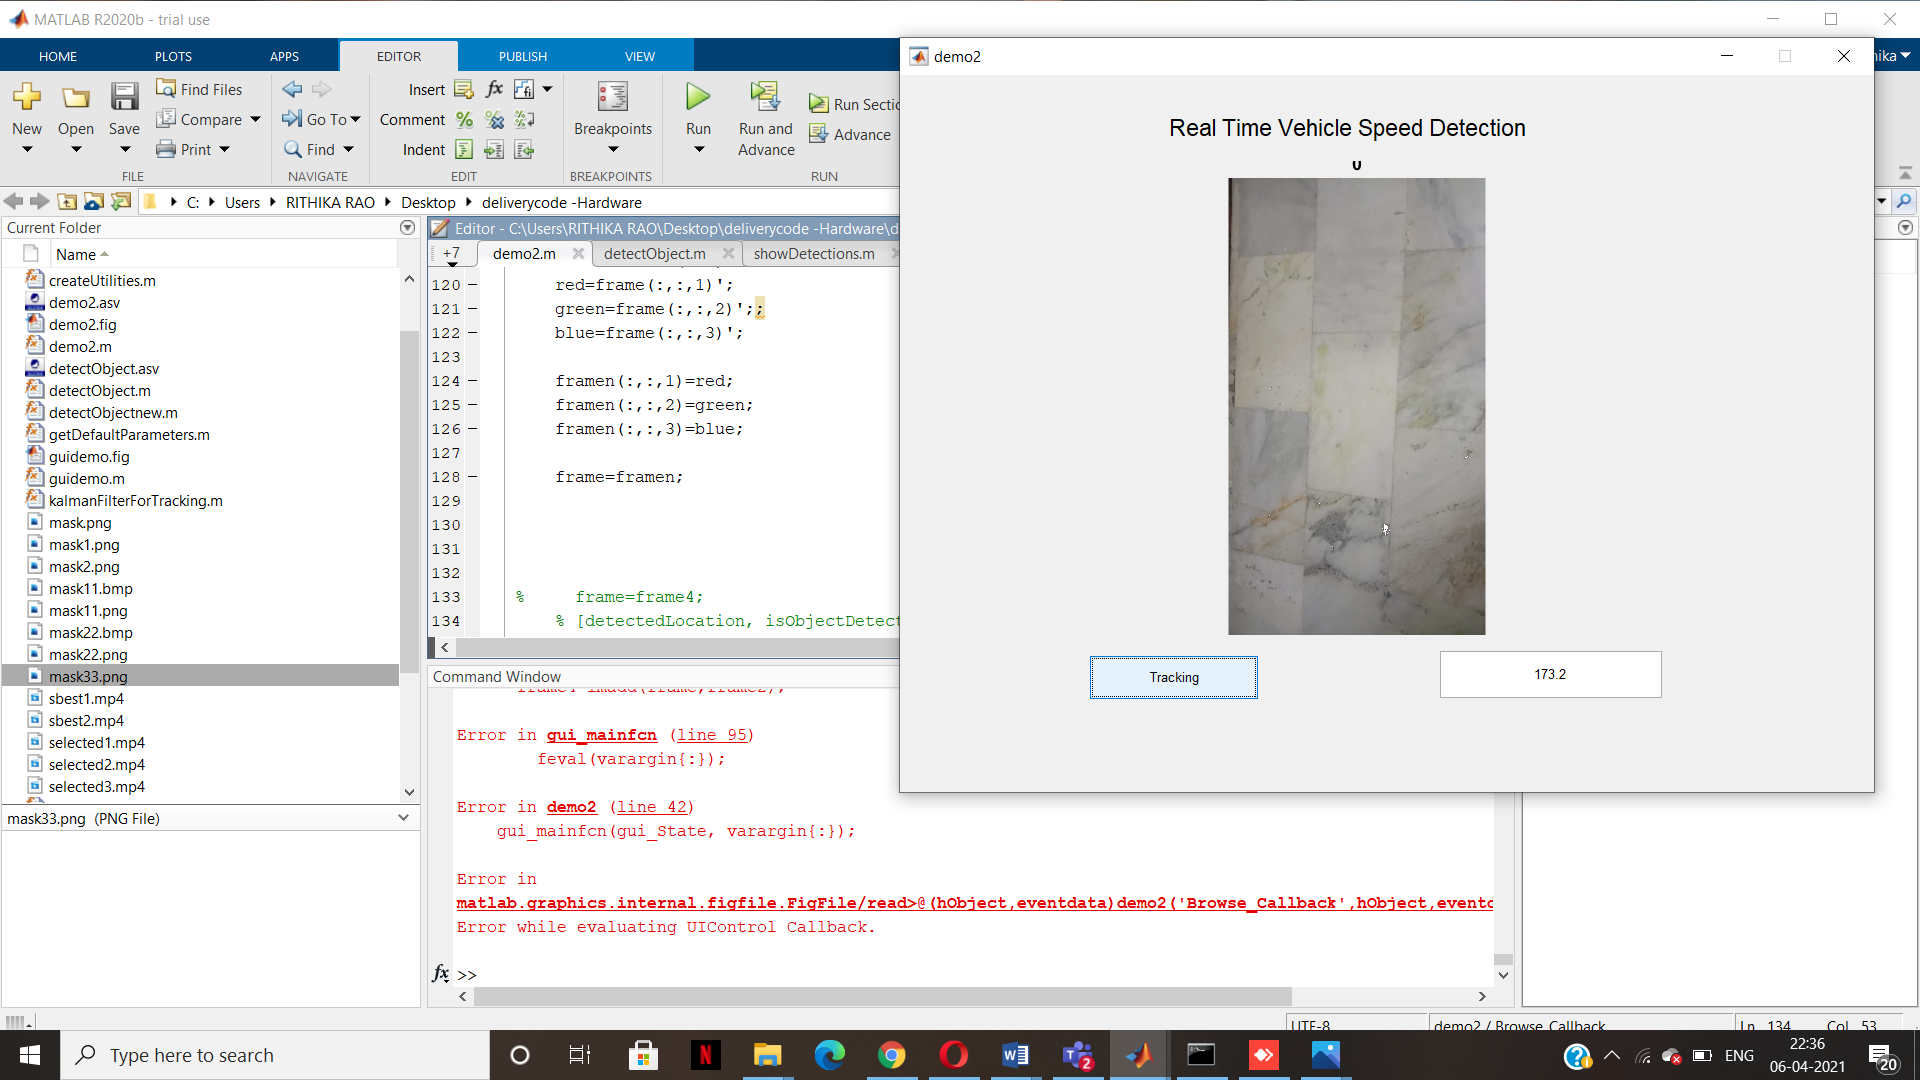 MATLAB R2020b - trial use
HOME PLOTS APPS EDITOR PUBLISH VIEW
New Open Save
Find Files
Compare
Print
FILE
Go To
Find
NAVIGATE
Insert fx
Comment
Indent
EDIT
Breakpoints
BREAKPOINTS
Run
Run and Advance
Run Sectio
Advance
RUN
C: Users RITHIKA RAO Desktop deliverycode -Hardware
Current Folder
Name
createUtilities.m
demo2.asv
demo2.fig
demo2.m
detectObject.asv
detectObject.m
detectObjectnew.m
getDefaultParameters.m
guidemo.fig
guidemo.m
kalmanFilterForTracking.m
mask.png
mask1.png
mask2.png
mask11.bmp
mask11.png
mask22.bmp
mask22.png
mask33.png
sbest1.mp4
sbest2.mp4
selected1.mp4
selected2.mp4
selected3.mp4
mask33.png (PNG File)
Editor - C:\Users\RITHIKA RAO\Desktop\deliverycode -Hardware\d
+7 demo2.m detectObject.m showDetections.m
120 red=frame(:,:,1)';
121 green=frame(:,:,2)';;
122 blue=frame(:,:,3)';
123
124 framen(:,:,1)=red;
125 framen(:,:,2)=green;
126 framen(:,:,3)=blue;
127
128 frame=framen;
129
130
131
132
133 % frame=frame4;
134 % [detectedLocation, isObjectDetect
Command Window
Error in gui_mainfcn (line 95)
feval(varargin{:});
Error in demo2 (line 42)
gui_mainfcn(gui_State, varargin{:});
Error in
matlab.graphics.internal.figfile.FigFile/read>@(hObject,eventdata)demo2('Browse_Callback',hObject,eventd
Error while evaluating UIControl Callback.
fx >>
demo2
Real Time Vehicle Speed Detection
Tracking
173.2
hika
UTF-8
demo2 / Browse_Callback
Ln 134 Col 53
Type here to search
2
ENG
22:36
06-04-2021
20